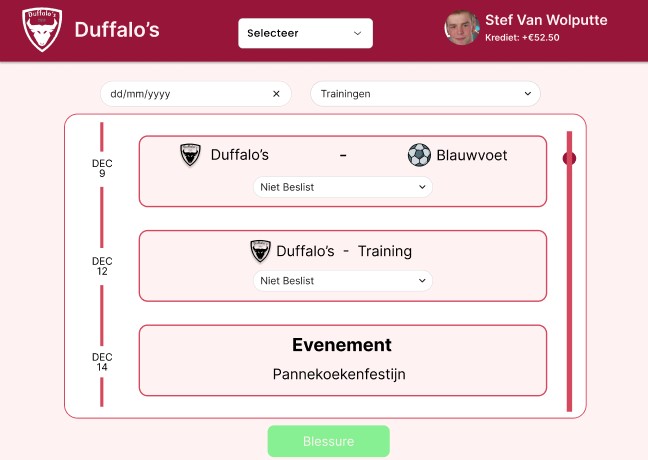 Duffalo's
Duffalo's
Selecteer
Stef Van Wolputte
Krediet: +€52.50
dd/mm/yyyy
Trainingen
DEC
9
Duffalo's - Blauwvoet
Niet Beslist
DEC
12
Duffalo's - Training
Niet Beslist
DEC
14
Evenement
Pannekoekenfestijn
Blessure